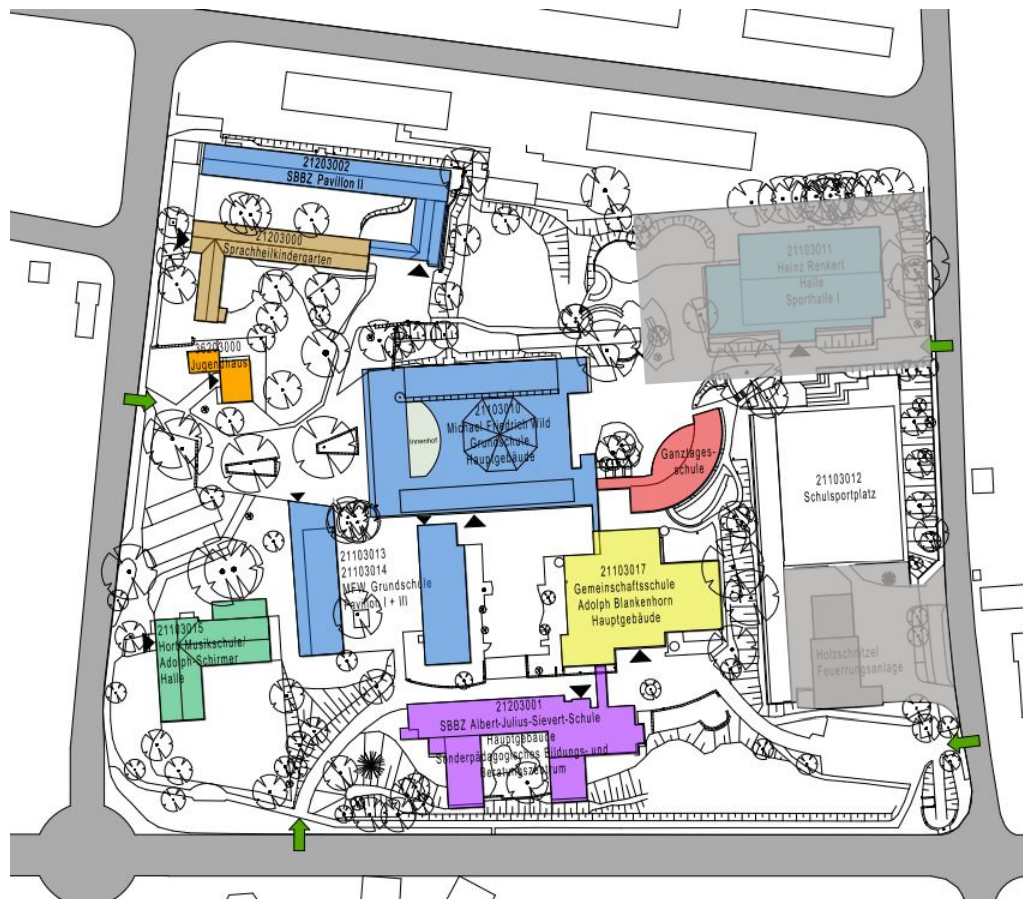 21203002
SBBZ Pavillon II
21203000
Sprachheilkindergarten
21103011
Heinz Renkert
Halle
Sporthalle I
36203000
Jugendhaus
21103010
Michael Friedrich Wild
Grundschule
Hauptgebäude
Innenhof
Ganztages-
schule
21103012
Schulsportplatz
21103013
21103014
MFW Grundschule
Pavillon I + III
21103017
Gemeinschaftsschule
Adolph Blankenhorn
Hauptgebäude
21103015
Hort/ Musikschule/
Adolph-Schirmer
Halle
Holzschnitzel
Feuerrungsanlage
21203001
SBBZ Albert-Julius-Sievert-Schule
Hauptgebäude
Sonderpädagogisches Bildungs- und
Beratungszentrum